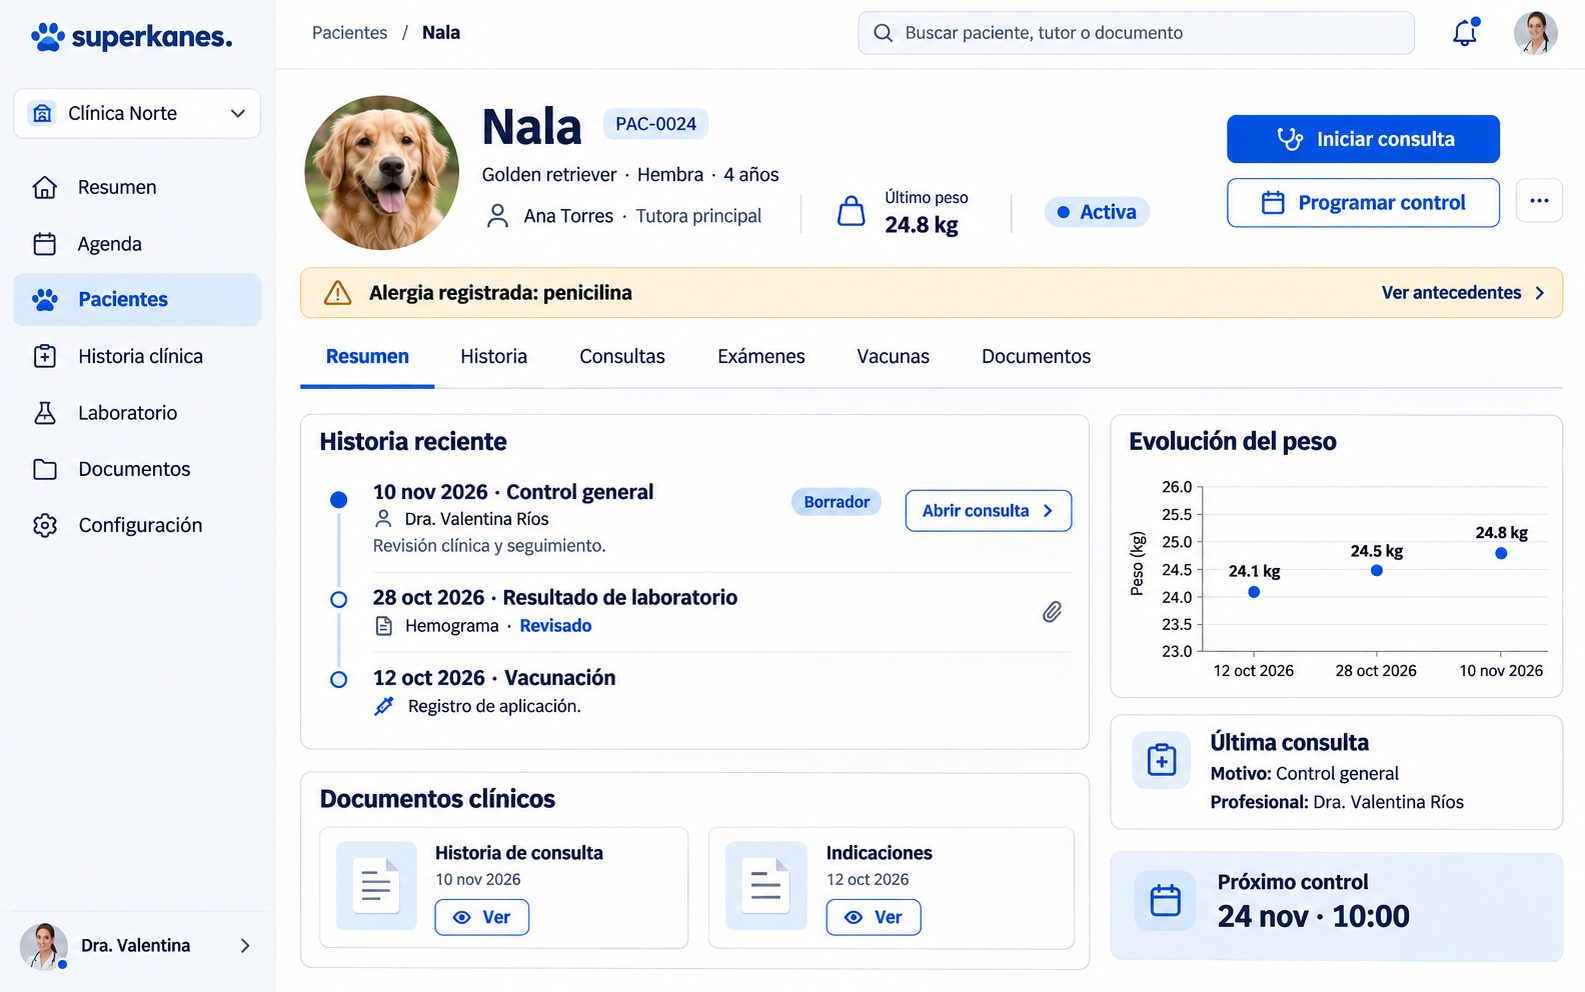 superkanes.
Clínica Norte
Resumen
Agenda
Pacientes
Historia clínica
Laboratorio
Documentos
Configuración
Dra. Valentina
Pacientes / Nala
Buscar paciente, tutor o documento
Nala PAC-0024
Golden retriever · Hembra · 4 años
Ana Torres · Tutora principal
Último peso
24.8 kg
Activa
Iniciar consulta
Programar control
...
Alergia registrada: penicilina
Ver antecedentes
Resumen Historia Consultas Exámenes Vacunas Documentos
Historia reciente
10 nov 2026 · Control general
Dra. Valentina Ríos
Revisión clínica y seguimiento.
Borrador
Abrir consulta
28 oct 2026 · Resultado de laboratorio
Hemograma · Revisado
12 oct 2026 · Vacunación
Registro de aplicación.
Documentos clínicos
Historia de consulta
10 nov 2026
Ver
Indicaciones
12 oct 2026
Ver
Evolución del peso
Peso (kg)
26.0
25.5
25.0
24.5
24.0
23.5
23.0
24.1 kg
24.5 kg
24.8 kg
12 oct 2026 28 oct 2026 10 nov 2026
Última consulta
Motivo: Control general
Profesional: Dra. Valentina Ríos
Próximo control
24 nov · 10:00